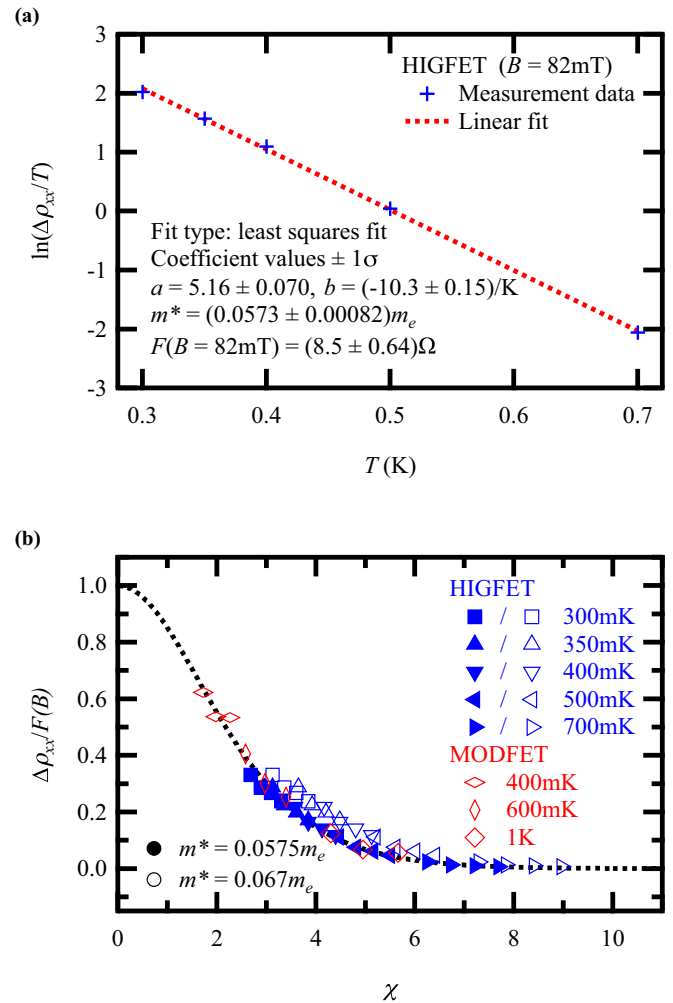 (a)
3
2
1
0
-1
-2
-3
ln(Δρxx/T)
HIGFET (B = 82mT)
Measurement data
Linear fit
Fit type: least squares fit
Coefficient values ± 1σ
a = 5.16 ± 0.070, b = (-10.3 ± 0.15)/K
m* = (0.0573 ± 0.00082)me
F(B = 82mT) = (8.5 ± 0.64)Ω
0.3 0.4 0.5 0.6 0.7
T (K)
(b)
1.0
0.8
0.6
0.4
0.2
0.0
Δρxx/F(B)
HIGFET
/ 300mK
/ 350mK
/ 400mK
/ 500mK
/ 700mK
MODFET
400mK
600mK
1K
m* = 0.0575me
m* = 0.067me
0 2 4 6 8 10
χ